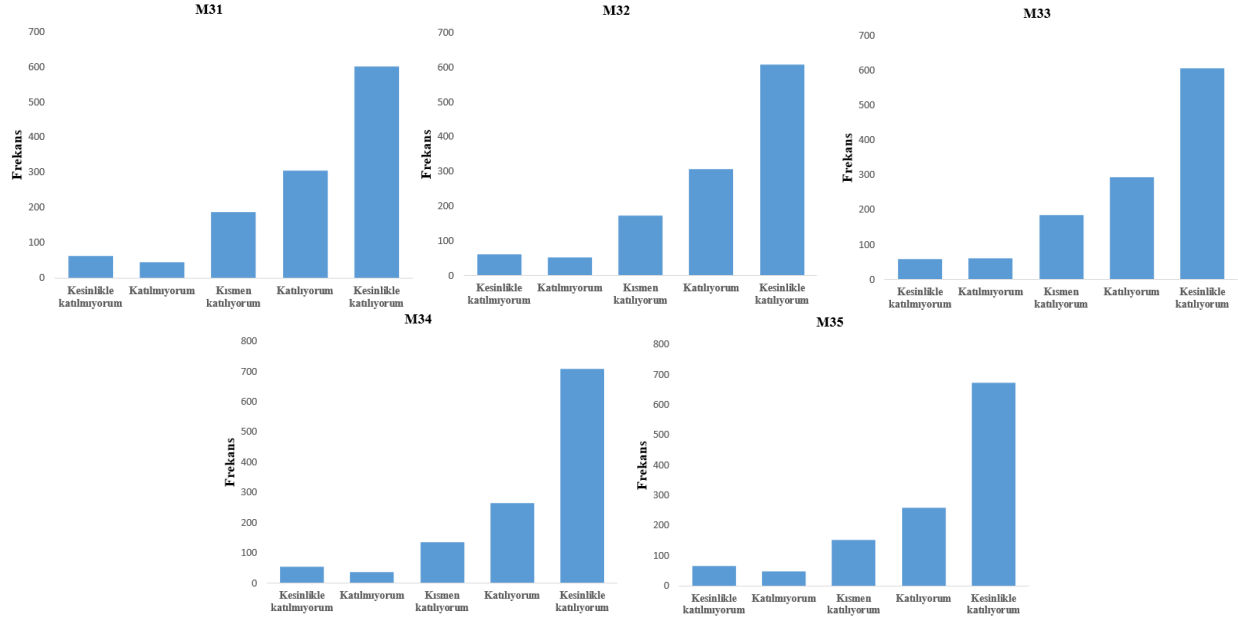 M31
Frekans
700
600
500
400
300
200
100
0
Kesinlikle katılmıyorum
Katılmıyorum
Kısmen katılıyorum
Katılıyorum
Kesinlikle katılıyorum
M32
Frekans
700
600
500
400
300
200
100
0
Kesinlikle katılmıyorum
Katılmıyorum
Kısmen katılıyorum
Katılıyorum
Kesinlikle katılıyorum
M33
Frekans
700
600
500
400
300
200
100
0
Kesinlikle katılmıyorum
Katılmıyorum
Kısmen katılıyorum
Katılıyorum
Kesinlikle katılıyorum
M34
Frekans
800
700
600
500
400
300
200
100
0
Kesinlikle katılmıyorum
Katılmıyorum
Kısmen katılıyorum
Katılıyorum
Kesinlikle katılıyorum
M35
Frekans
800
700
600
500
400
300
200
100
0
Kesinlikle katılmıyorum
Katılmıyorum
Kısmen katılıyorum
Katılıyorum
Kesinlikle katılıyorum